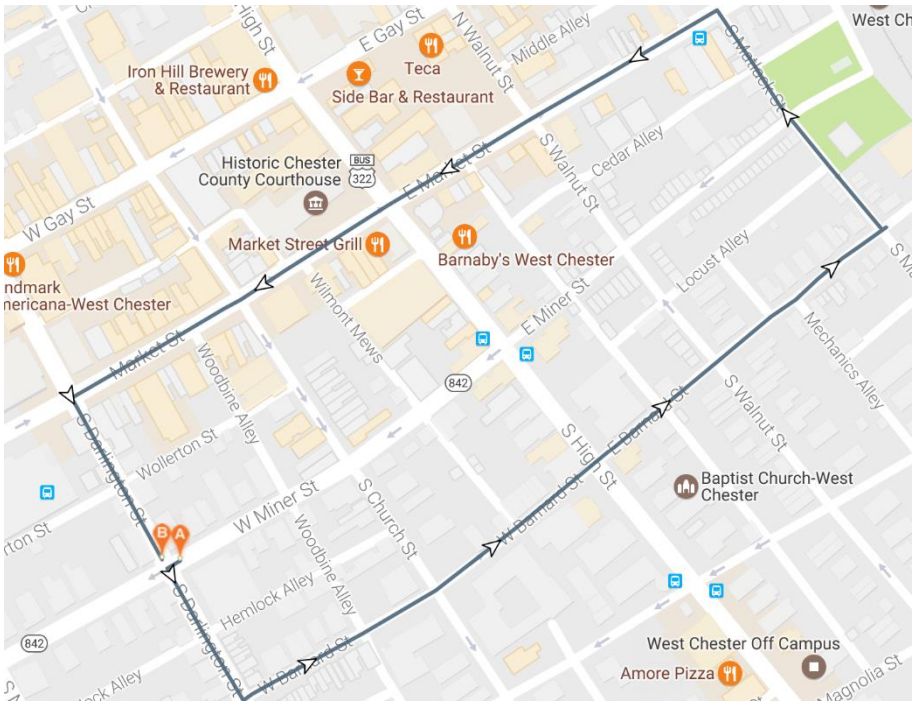 West Ch
West
E Gay St
N High St
N Walnut St
Middle Alley
S Matlack St
Teca
Iron Hill Brewery
& Restaurant
Side Bar & Restaurant
Historic Chester
County Courthouse
BUS
322
E Market St
S Walnut St
Cedar Alley
W Gay St
Market Street Grill
Barnaby's West Chester
Locust Alley
ndmark
mericana-West Chester
Wilmont Mews
E Miner St
Mechanics Alley
Market St
Woodbine Alley
842
S Darlington St
Wollerton St
S High St
E Barnard St
S Walnut St
Baptist Church-West
Chester
W Miner St
S Church St
W Barnard St
llerton St
B
A
Woodbine Alley
Hemlock Alley
S Darlington St
842
West Chester Off Campus
W Barnard St
Amore Pizza
ock Alley
Magnolia St